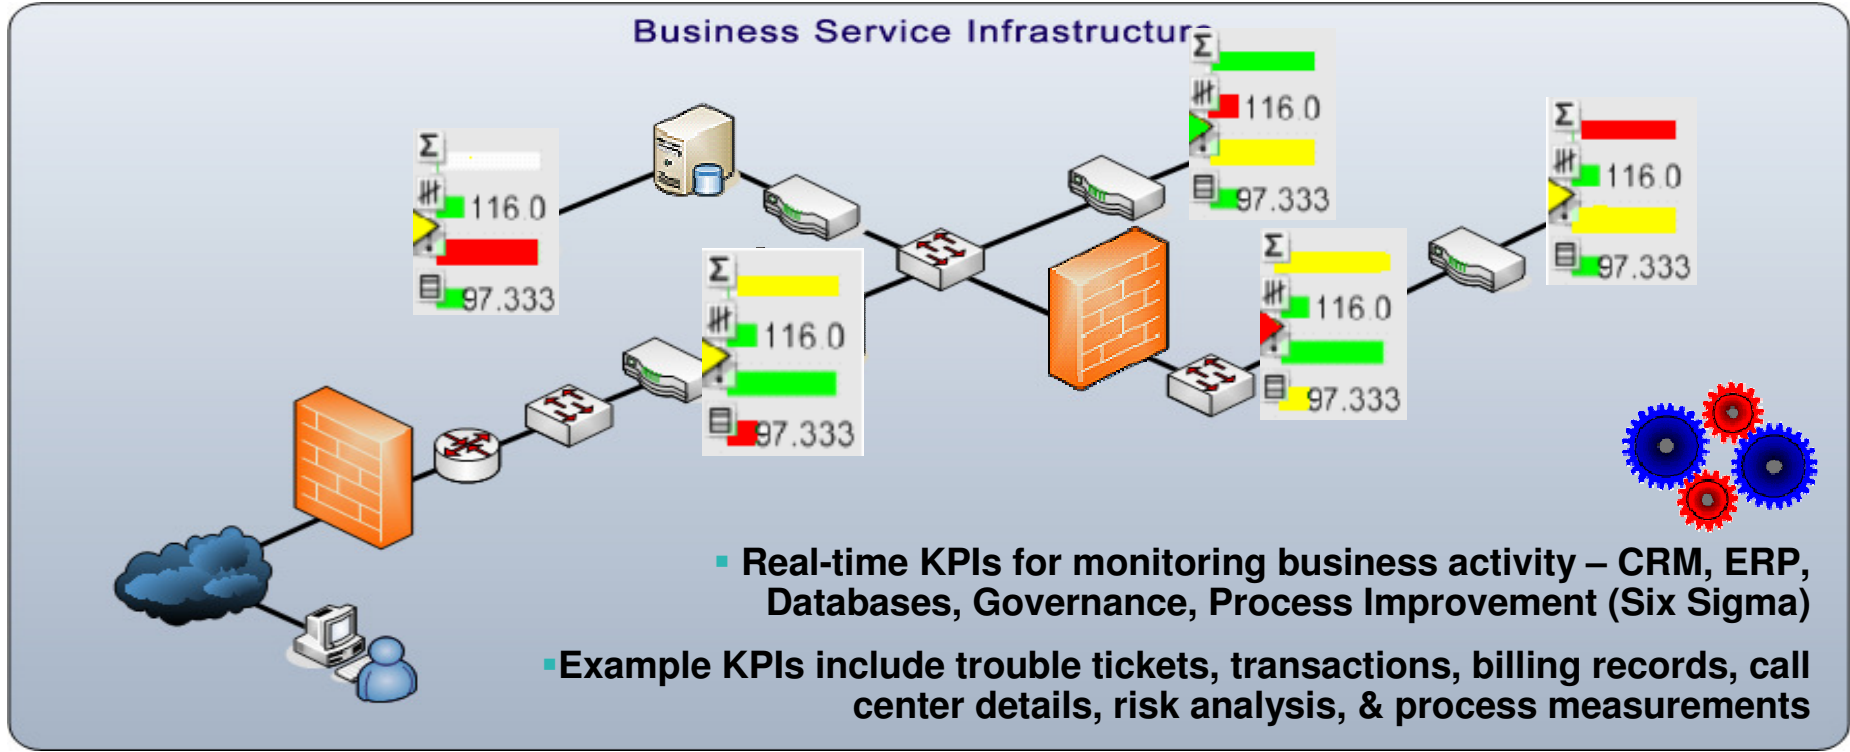 Business Service Infrastructure
Σ
116.0
97.333
Σ
116.0
97.333
Σ
116.0
97.333
Σ
116.0
97.333
Σ
116.0
97.333
▪ Real-time KPIs for monitoring business activity – CRM, ERP,
Databases, Governance, Process Improvement (Six Sigma)
▪Example KPIs include trouble tickets, transactions, billing records, call
center details, risk analysis, & process measurements